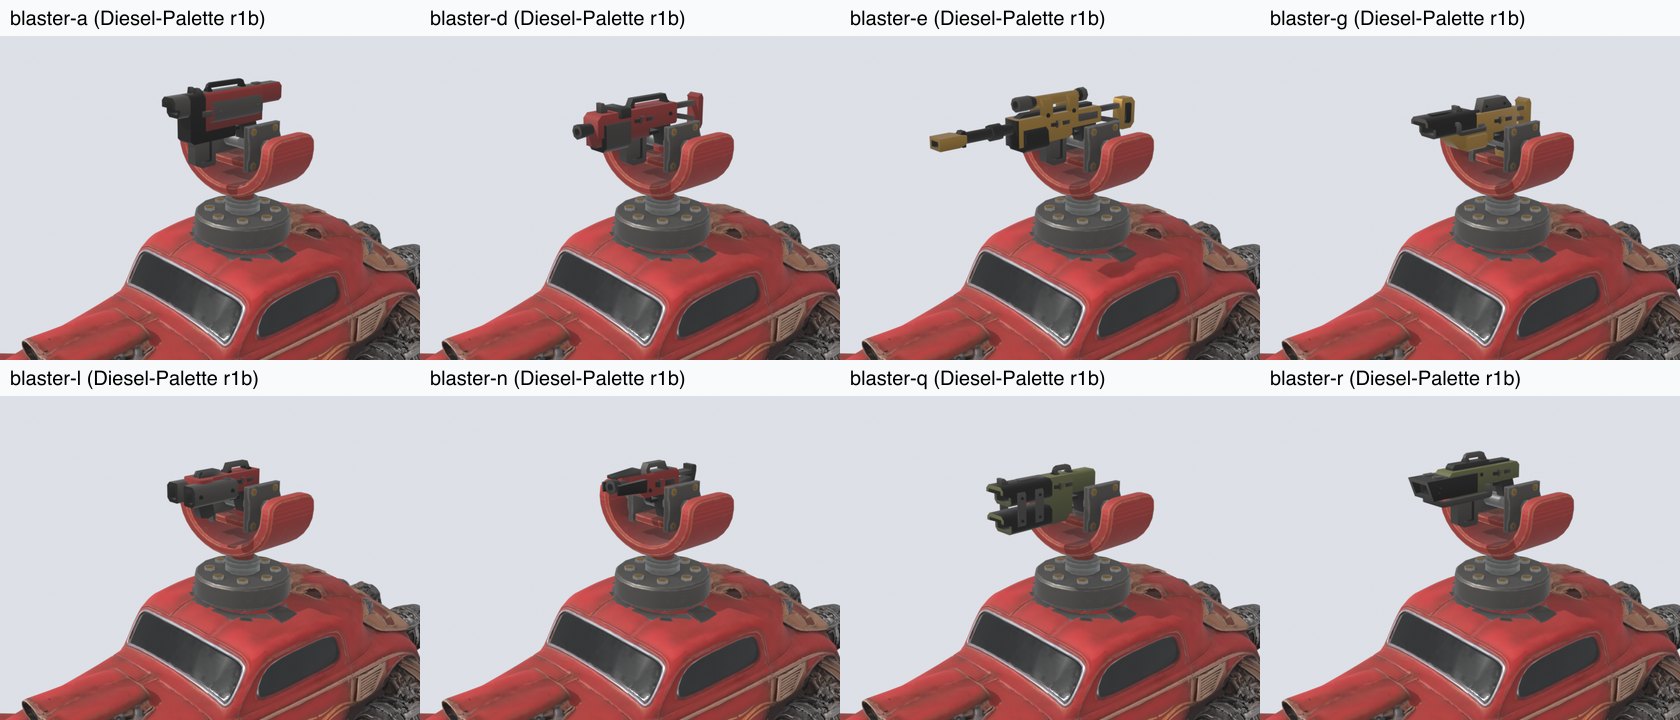 blaster-a (Diesel-Palette r1b)
blaster-d (Diesel-Palette r1b)
blaster-e (Diesel-Palette r1b)
blaster-g (Diesel-Palette r1b)
blaster-l (Diesel-Palette r1b)
blaster-n (Diesel-Palette r1b)
blaster-q (Diesel-Palette r1b)
blaster-r (Diesel-Palette r1b)